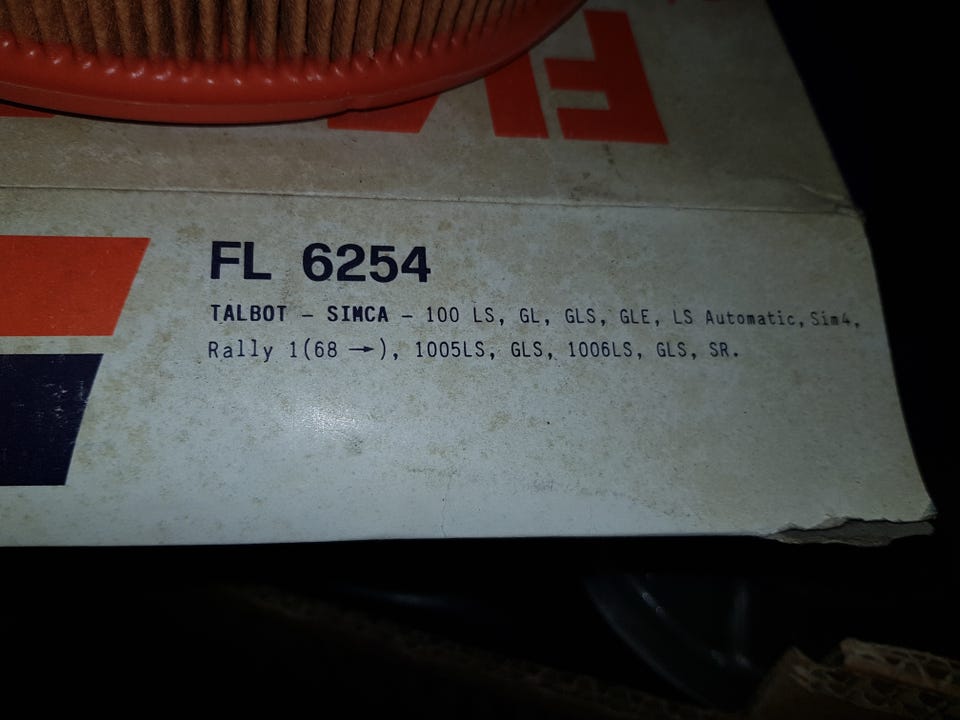 FL 6254
TALBOT – SIMCA – 100 LS, GL, GLS, GLE, LS Automatic, Sim4,
Rally 1(68 →), 1005LS, GLS, 1006LS, GLS, SR.